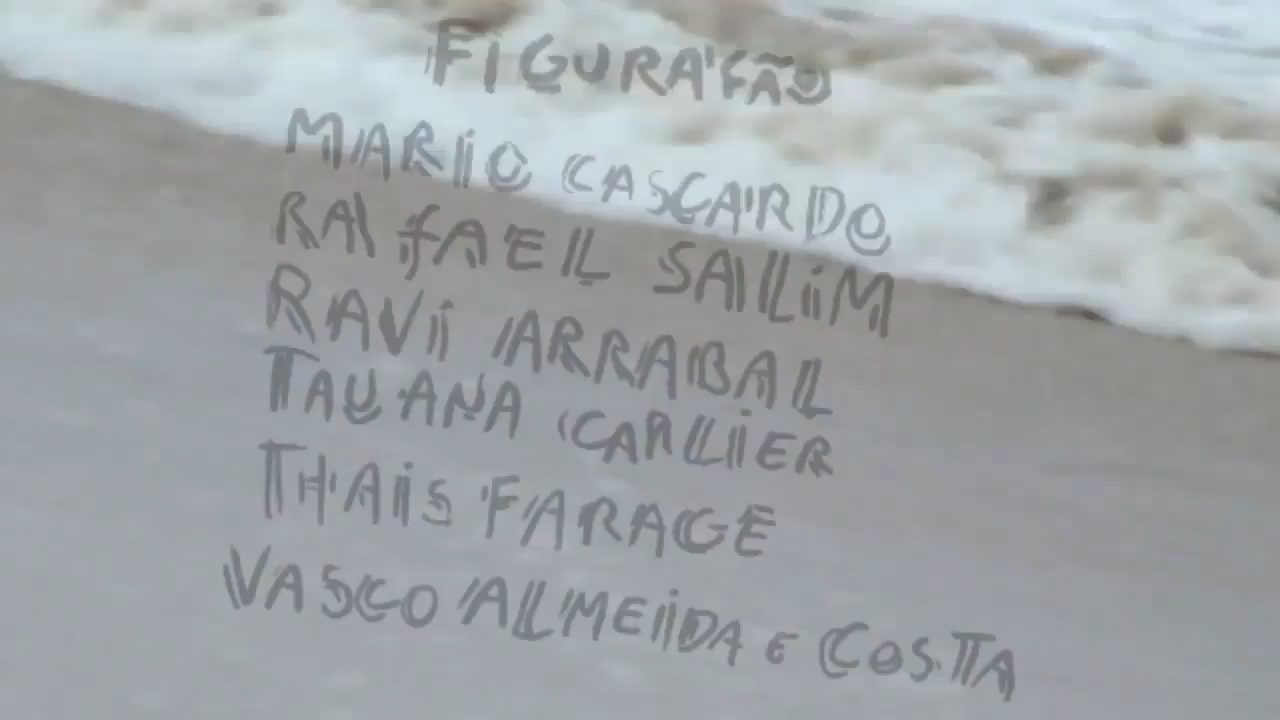 FIGURAÇÃO
MARIO CASCARDO
RAFAEL SALIM
RAVI ARRABAL
TAUANA CARLIER
THAIS FARAGE
VASCO ALMEIDA E COSTA